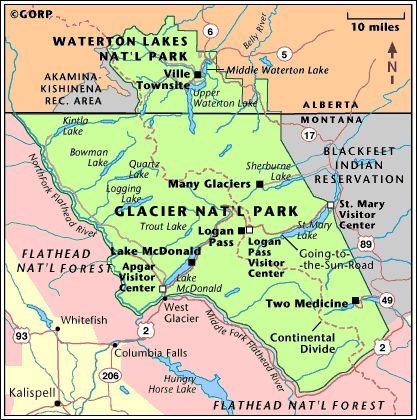 ©GORP
10 miles
WATERTON LAKES
NAT'L PARK
6
5
Belly River
N
Ville
Townsite
Middle Waterton Lake
AKAMINA-
KISHINENA
REC. AREA
Upper
Waterton Lake
ALBERTA
MONTANA
17
Kintla
Lake
Bowman
Lake
Quartz
Lake
Logging
Lake
Sherburne
Lake
BLACKFEET
INDIAN
RESERVATION
NorthFork Flathead River
Many Glaciers
GLACIER NAT'L PARK
St. Mary
Visitor
Center
Trout Lake
Logan
Pass
St. Mary
Lake
Logan
Pass
Visitor
Center
89
Going-to-
the-Sun-Road
FLATHEAD
NAT'L FOREST
Lake McDonald
Apgar
Visitor
Center
Lake
McDonald
Two Medicine
49
West
Glacier
Whitefish
2
Middle Fork Flathead River
Continental
Divide
93
Columbia Falls
2
206
Kalispell
Hungry
Horse Lake
FLATHEAD NAT'L FOREST